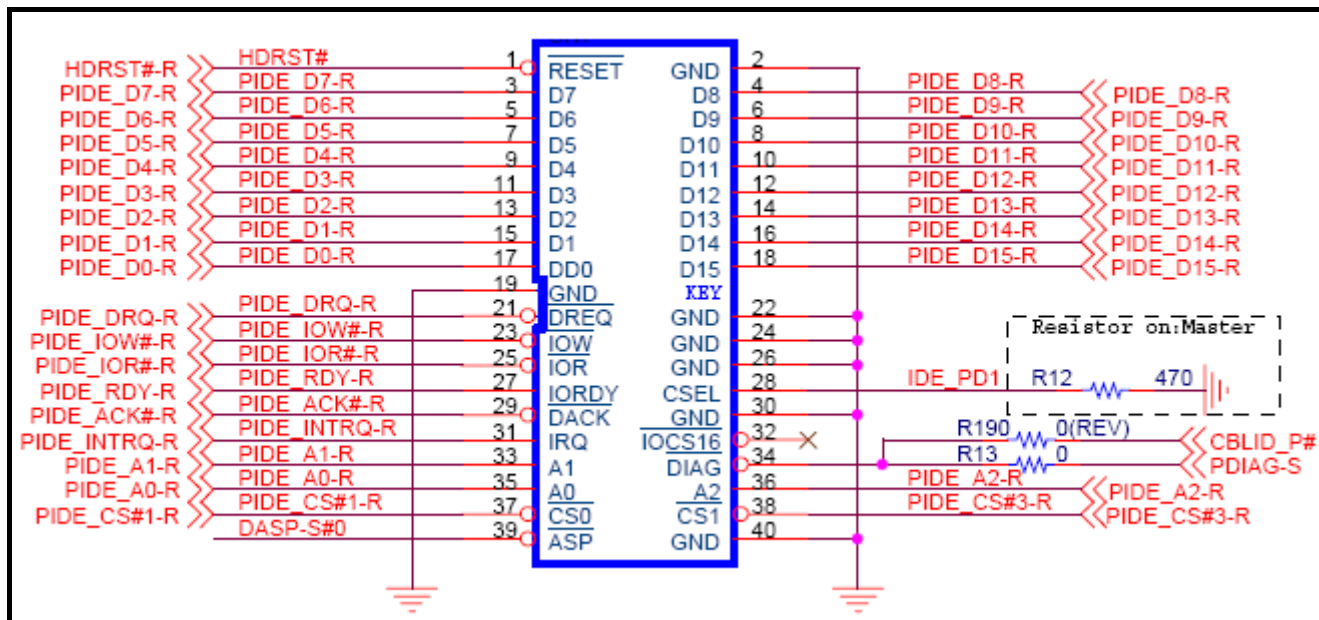 HDRST#-R HDRST# 1 RESET GND 2
PIDE_D7-R PIDE_D7-R 3 D7 D8 4 PIDE_D8-R PIDE_D8-R
PIDE_D6-R PIDE_D6-R 5 D6 D9 6 PIDE_D9-R PIDE_D9-R
PIDE_D5-R PIDE_D5-R 7 D5 D10 8 PIDE_D10-R PIDE_D10-R
PIDE_D4-R PIDE_D4-R 9 D4 D11 10 PIDE_D11-R PIDE_D11-R
PIDE_D3-R PIDE_D3-R 11 D3 D12 12 PIDE_D12-R PIDE_D12-R
PIDE_D2-R PIDE_D2-R 13 D2 D13 14 PIDE_D13-R PIDE_D13-R
PIDE_D1-R PIDE_D1-R 15 D1 D14 16 PIDE_D14-R PIDE_D14-R
PIDE_D0-R PIDE_D0-R 17 DD0 D15 18 PIDE_D15-R PIDE_D15-R
19 GND KEY
PIDE_DRQ-R PIDE_DRQ-R 21 DREQ GND 22
PIDE_IOW#-R PIDE_IOW#-R 23 IOW GND 24 Resistor on:Master
PIDE_IOR#-R PIDE_IOR#-R 25 IOR GND 26
PIDE_RDY-R PIDE_RDY-R 27 IORDY CSEL 28 IDE_PD1 R12 470
PIDE_ACK#-R PIDE_ACK#-R 29 DACK GND 30
PIDE_INTRQ-R PIDE_INTRQ-R 31 IRQ IOCS16 32 R190 0(REV) CBLID_P#
PIDE_A1-R PIDE_A1-R 33 A1 DIAG 34 R13 0 PDIAG-S
PIDE_A0-R PIDE_A0-R 35 A0 A2 36 PIDE_A2-R PIDE_A2-R
PIDE_CS#1-R PIDE_CS#1-R 37 CS0 CS1 38 PIDE_CS#3-R PIDE_CS#3-R
DASP-S#0 39 ASP GND 40